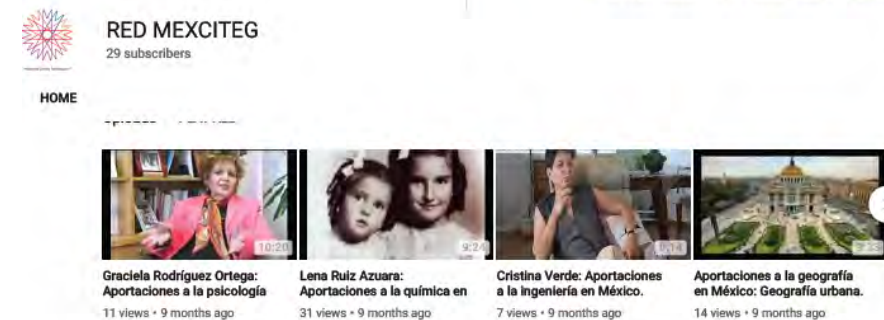 RED MEXCITEG
29 subscribers
HOME
10:20
9:24
9:14
Graciela Rodríguez Ortega:
Aportaciones a la psicología
11 views • 9 months ago
Lena Ruiz Azuara:
Aportaciones a la química en
31 views • 9 months ago
Cristina Verde: Aportaciones
a la ingeniería en México.
7 views • 9 months ago
Aportaciones a la geografía
en México: Geografía urbana.
14 views • 9 months ago